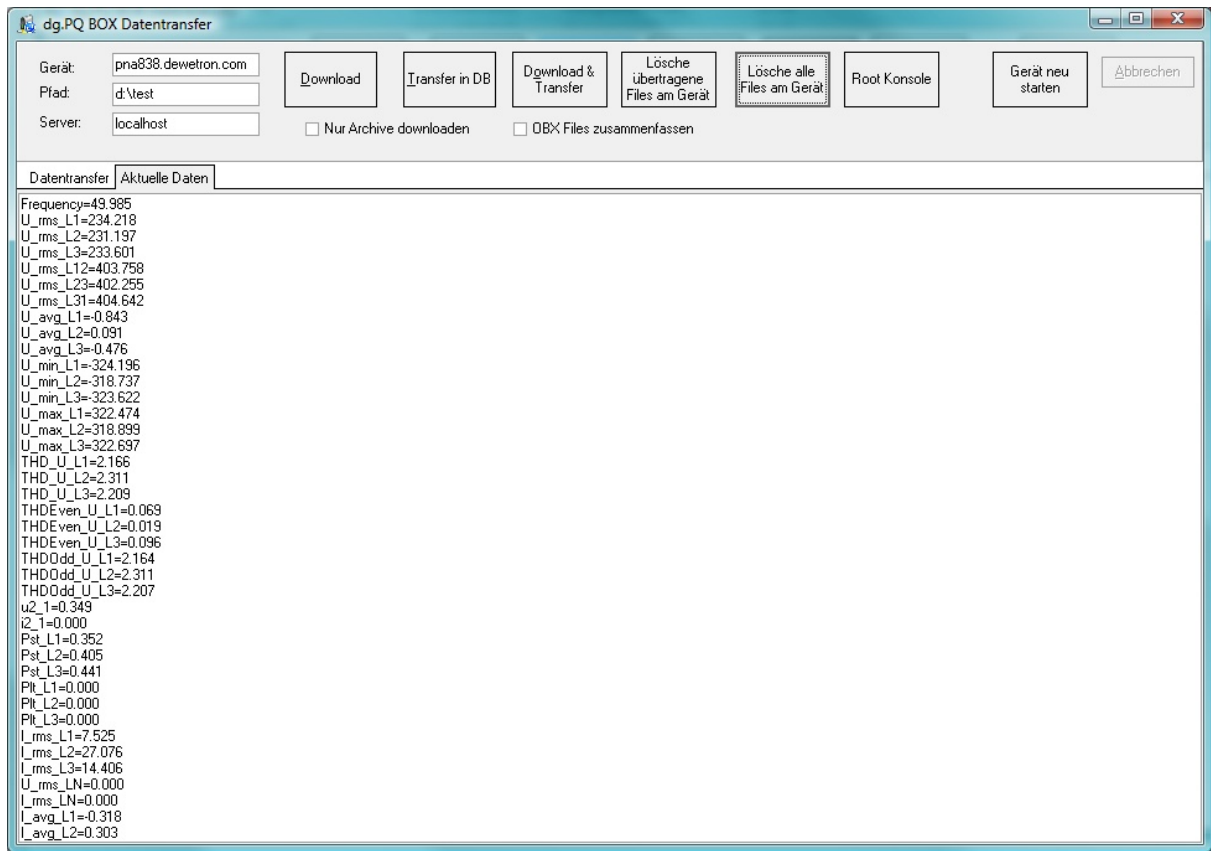 dg.PQ BOX Datentransfer
Gerät: pna838.dewetron.com
Pfad: d:\test
Server: localhost
Download
Transfer in DB
Download &
Transfer
Lösche
übertragene
Files am Gerät
Lösche alle
Files am Gerät
Root Konsole
Gerät neu
starten
Abbrechen
Nur Archive downloaden
OBX Files zusammenfassen
Datentransfer
Aktuelle Daten
Frequency=49.985
U_rms_L1=234.218
U_rms_L2=231.197
U_rms_L3=233.601
U_rms_L12=403.758
U_rms_L23=402.255
U_rms_L31=404.642
U_avg_L1=-0.843
U_avg_L2=0.091
U_avg_L3=-0.476
U_min_L1=-324.196
U_min_L2=-318.737
U_min_L3=-323.622
U_max_L1=322.474
U_max_L2=318.899
U_max_L3=322.697
THD_U_L1=2.166
THD_U_L2=2.311
THD_U_L3=2.209
THDEven_U_L1=0.069
THDEven_U_L2=0.019
THDEven_U_L3=0.096
THDOdd_U_L1=2.164
THDOdd_U_L2=2.311
THDOdd_U_L3=2.207
u2_1=0.349
i2_1=0.000
Pst_L1=0.352
Pst_L2=0.405
Pst_L3=0.441
Plt_L1=0.000
Plt_L2=0.000
Plt_L3=0.000
I_rms_L1=7.525
I_rms_L2=27.076
I_rms_L3=14.406
U_rms_LN=0.000
I_rms_LN=0.000
I_avg_L1=-0.318
I_avg_L2=0.303